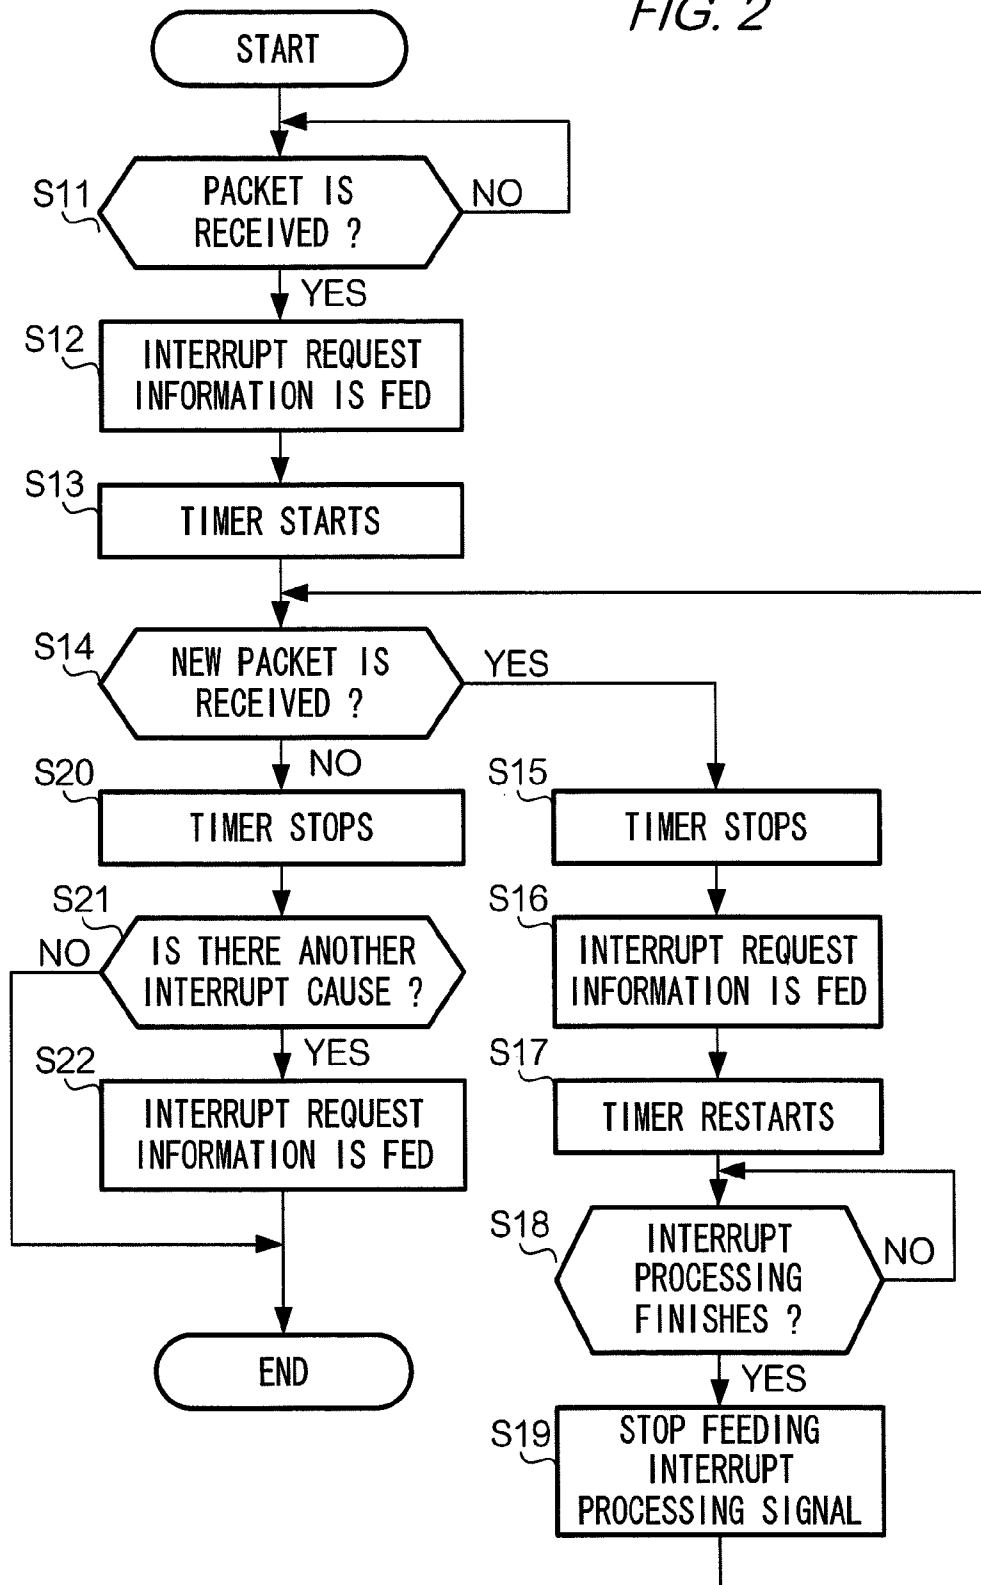 FIG. 2
START
S11
PACKET IS
RECEIVED ?
NO
YES
S12
INTERRUPT REQUEST
INFORMATION IS FED
S13
TIMER STARTS
S14
NEW PACKET IS
RECEIVED ?
YES
NO
S20
TIMER STOPS
S15
TIMER STOPS
S21
NO
IS THERE ANOTHER
INTERRUPT CAUSE ?
YES
S16
INTERRUPT REQUEST
INFORMATION IS FED
S22
INTERRUPT REQUEST
INFORMATION IS FED
S17
TIMER RESTARTS
S18
INTERRUPT
PROCESSING
FINISHES ?
NO
YES
END
S19
STOP FEEDING
INTERRUPT
PROCESSING SIGNAL